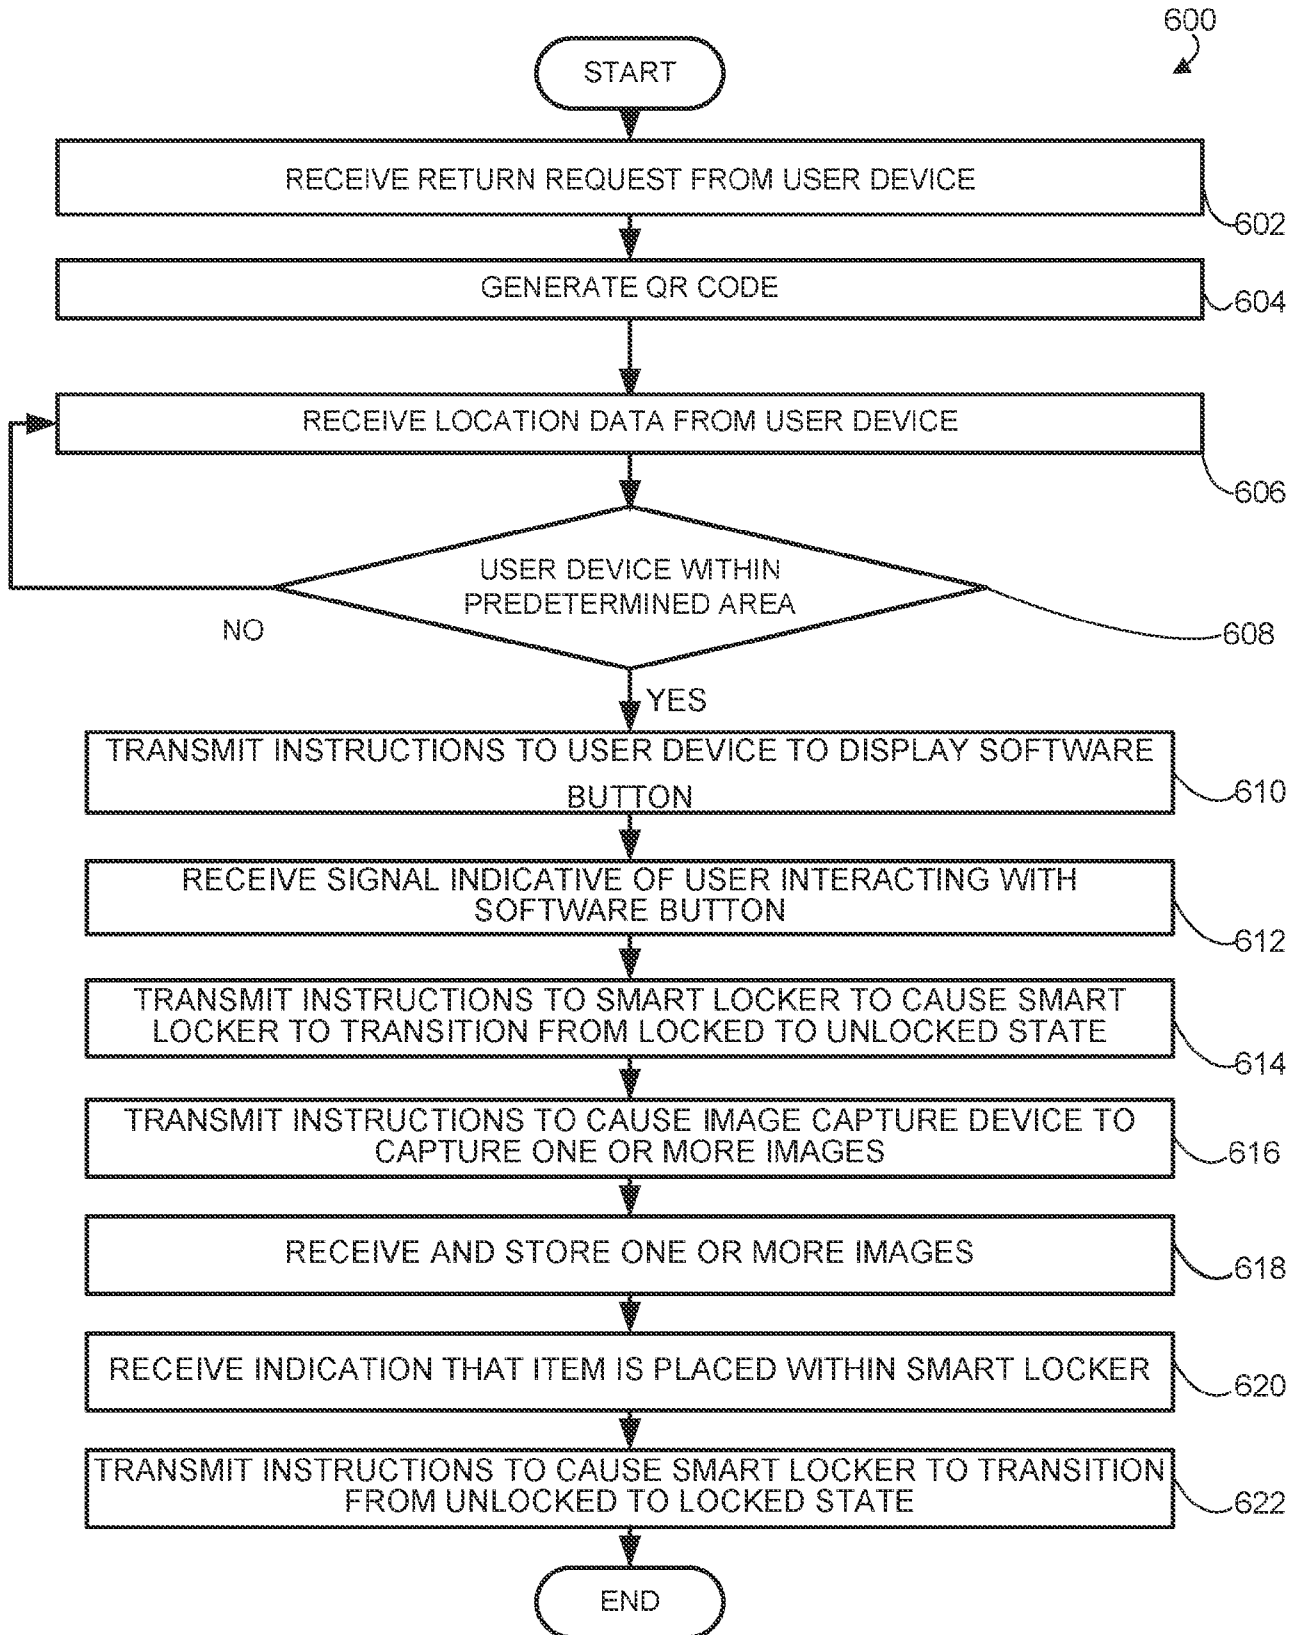 600
START
RECEIVE RETURN REQUEST FROM USER DEVICE
602
GENERATE QR CODE
604
RECEIVE LOCATION DATA FROM USER DEVICE
606
USER DEVICE WITHIN
PREDETERMINED AREA
608
NO
YES
TRANSMIT INSTRUCTIONS TO USER DEVICE TO DISPLAY SOFTWARE
BUTTON
610
RECEIVE SIGNAL INDICATIVE OF USER INTERACTING WITH
SOFTWARE BUTTON
612
TRANSMIT INSTRUCTIONS TO SMART LOCKER TO CAUSE SMART
LOCKER TO TRANSITION FROM LOCKED TO UNLOCKED STATE
614
TRANSMIT INSTRUCTIONS TO CAUSE IMAGE CAPTURE DEVICE TO
CAPTURE ONE OR MORE IMAGES
616
RECEIVE AND STORE ONE OR MORE IMAGES
618
RECEIVE INDICATION THAT ITEM IS PLACED WITHIN SMART LOCKER
620
TRANSMIT INSTRUCTIONS TO CAUSE SMART LOCKER TO TRANSITION
FROM UNLOCKED TO LOCKED STATE
622
END